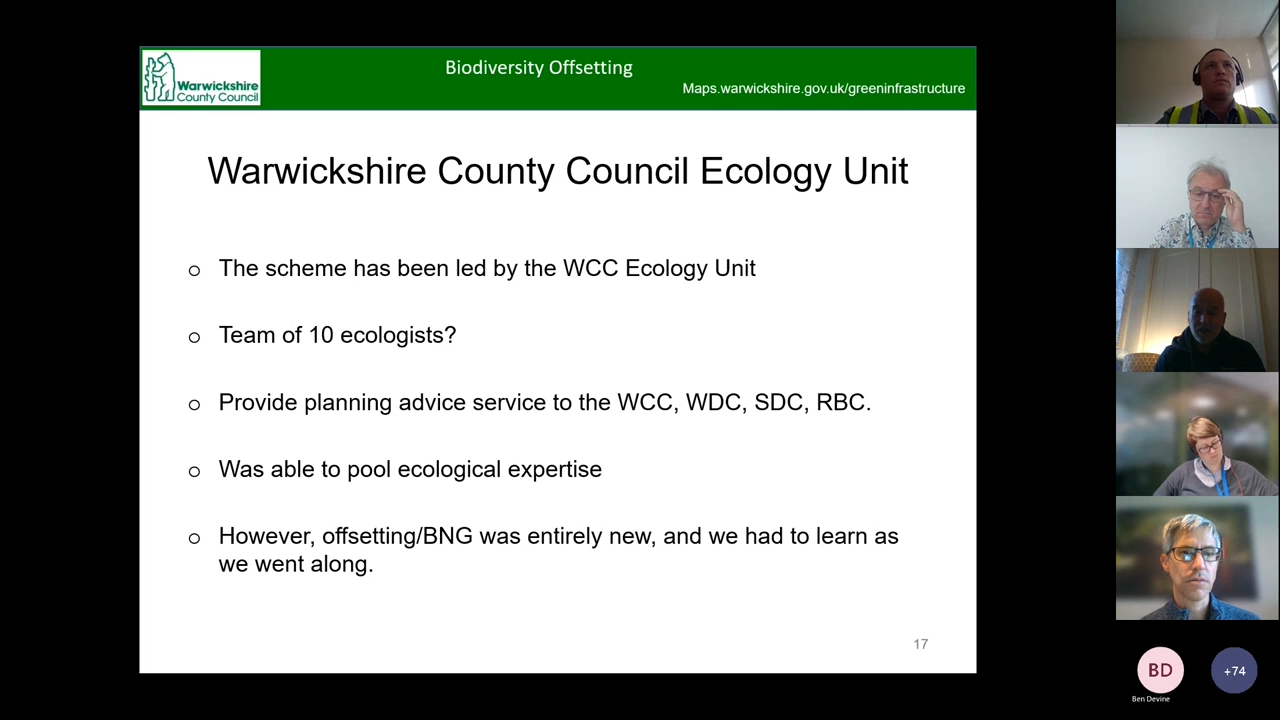 Warwickshire
County Council
Biodiversity Offsetting
Maps.warwickshire.gov.uk/greeninfrastructure
Warwickshire County Council Ecology Unit
o The scheme has been led by the WCC Ecology Unit
o Team of 10 ecologists?
o Provide planning advice service to the WCC, WDC, SDC, RBC.
o Was able to pool ecological expertise
o However, offsetting/BNG was entirely new, and we had to learn as
we went along.
17
BD
+74
Ben Devine